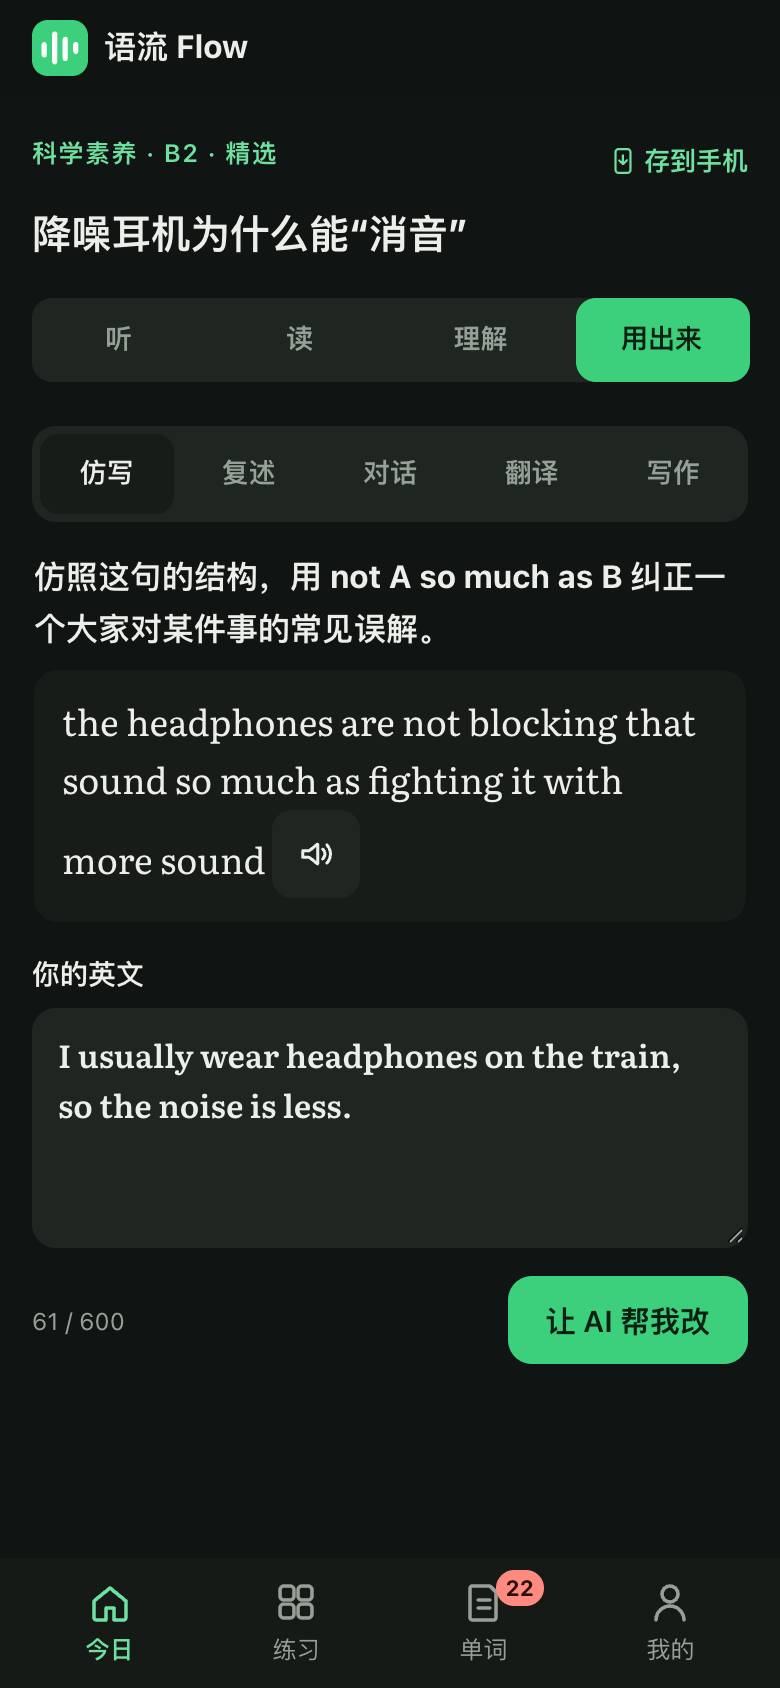 语流 Flow
科学素养 · B2 · 精选
存到手机
降噪耳机为什么能“消音”
听 读 理解 用出来
仿写 复述 对话 翻译 写作
仿照这句的结构，用 not A so much as B 纠正一
个大家对某件事的常见误解。
the headphones are not blocking that
sound so much as fighting it with
more sound
你的英文
I usually wear headphones on the train,
so the noise is less.
61 / 600
让 AI 帮我改
22
今日 练习 单词 我的